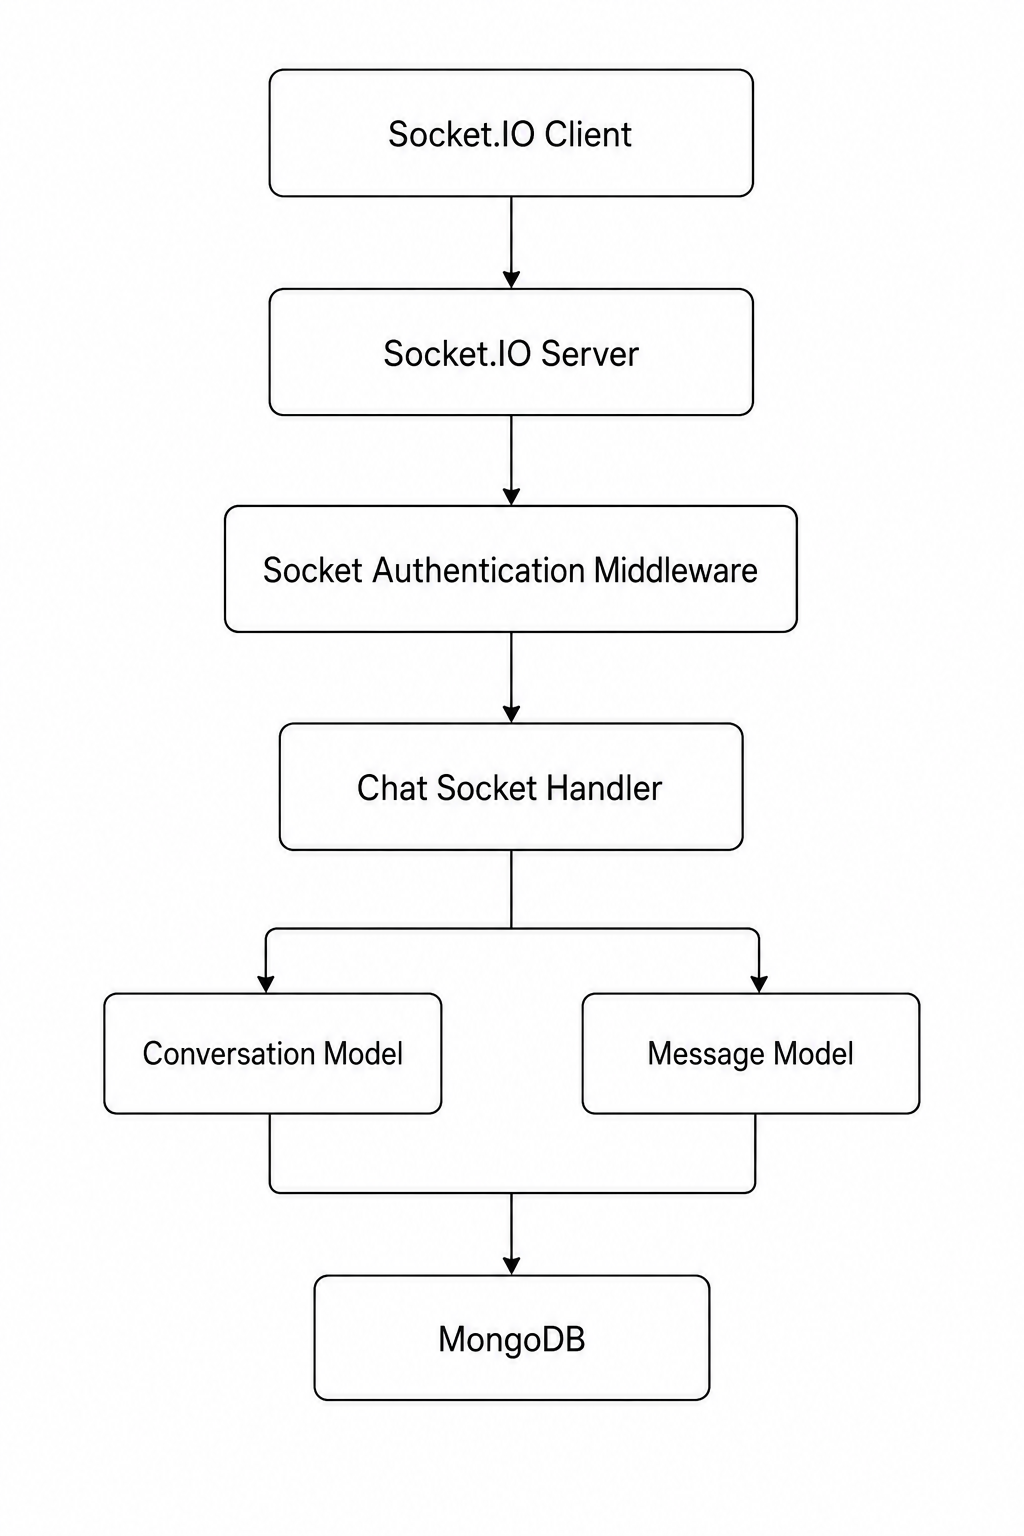 Socket.IO Client
Socket.IO Server
Socket Authentication Middleware
Chat Socket Handler
Conversation Model
Message Model
MongoDB